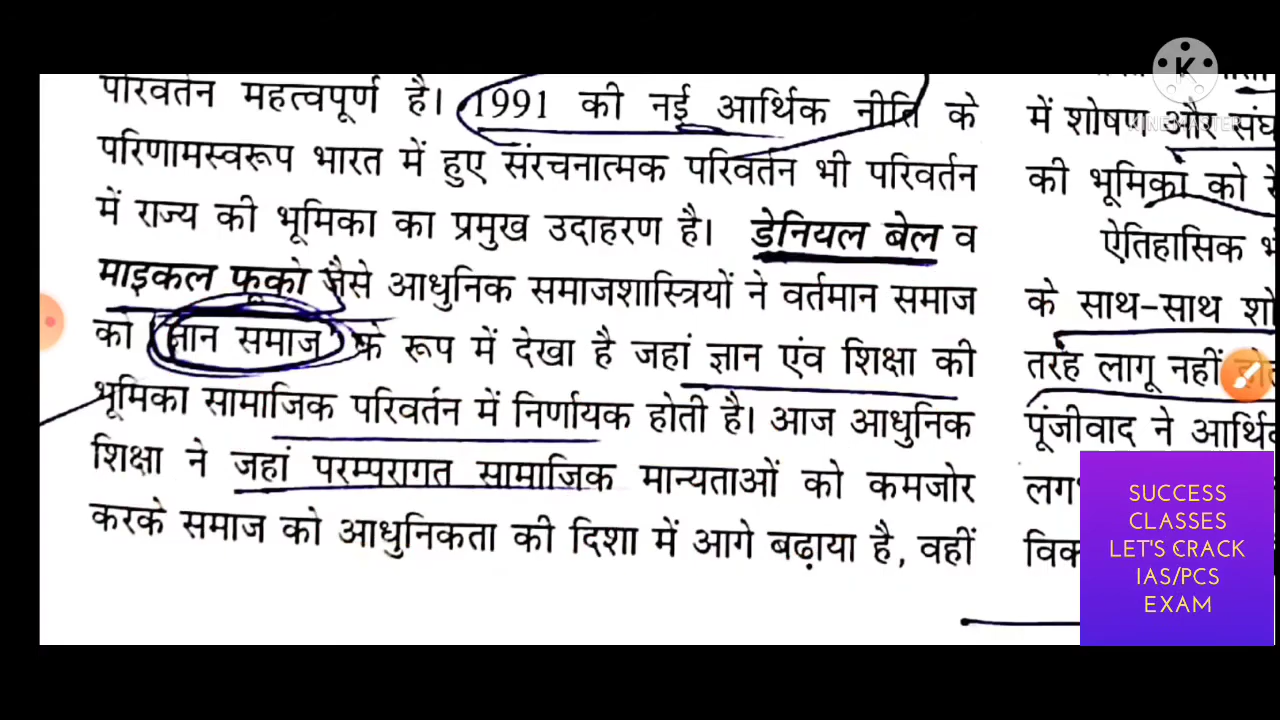 परिवर्तन महत्वपूर्ण है। 1991 की नई आर्थिक नीति के
परिणामस्वरूप भारत में हुए संरचनात्मक परिवर्तन भी परिवर्तन
में राज्य की भूमिका का प्रमुख उदाहरण है। डेनियल बेल व
माइकल फूको जैसे आधुनिक समाजशास्त्रियों ने वर्तमान समाज
को ज्ञान समाज के रूप में देखा है जहां ज्ञान एंव शिक्षा की
भूमिका सामाजिक परिवर्तन में निर्णायक होती है। आज आधुनिक
शिक्षा ने जहां परम्परागत सामाजिक मान्यताओं को कमजोर
करके समाज को आधुनिकता की दिशा में आगे बढ़ाया है, वहीं
में शोषण और
की भूमिका को
ऐतिहासिक
के साथ-साथ
तरह लागू नहीं
पूंजीवाद ने
K
KINEMASTER
SUCCESS
CLASSES
LET'S CRACK
IAS/PCS
EXAM